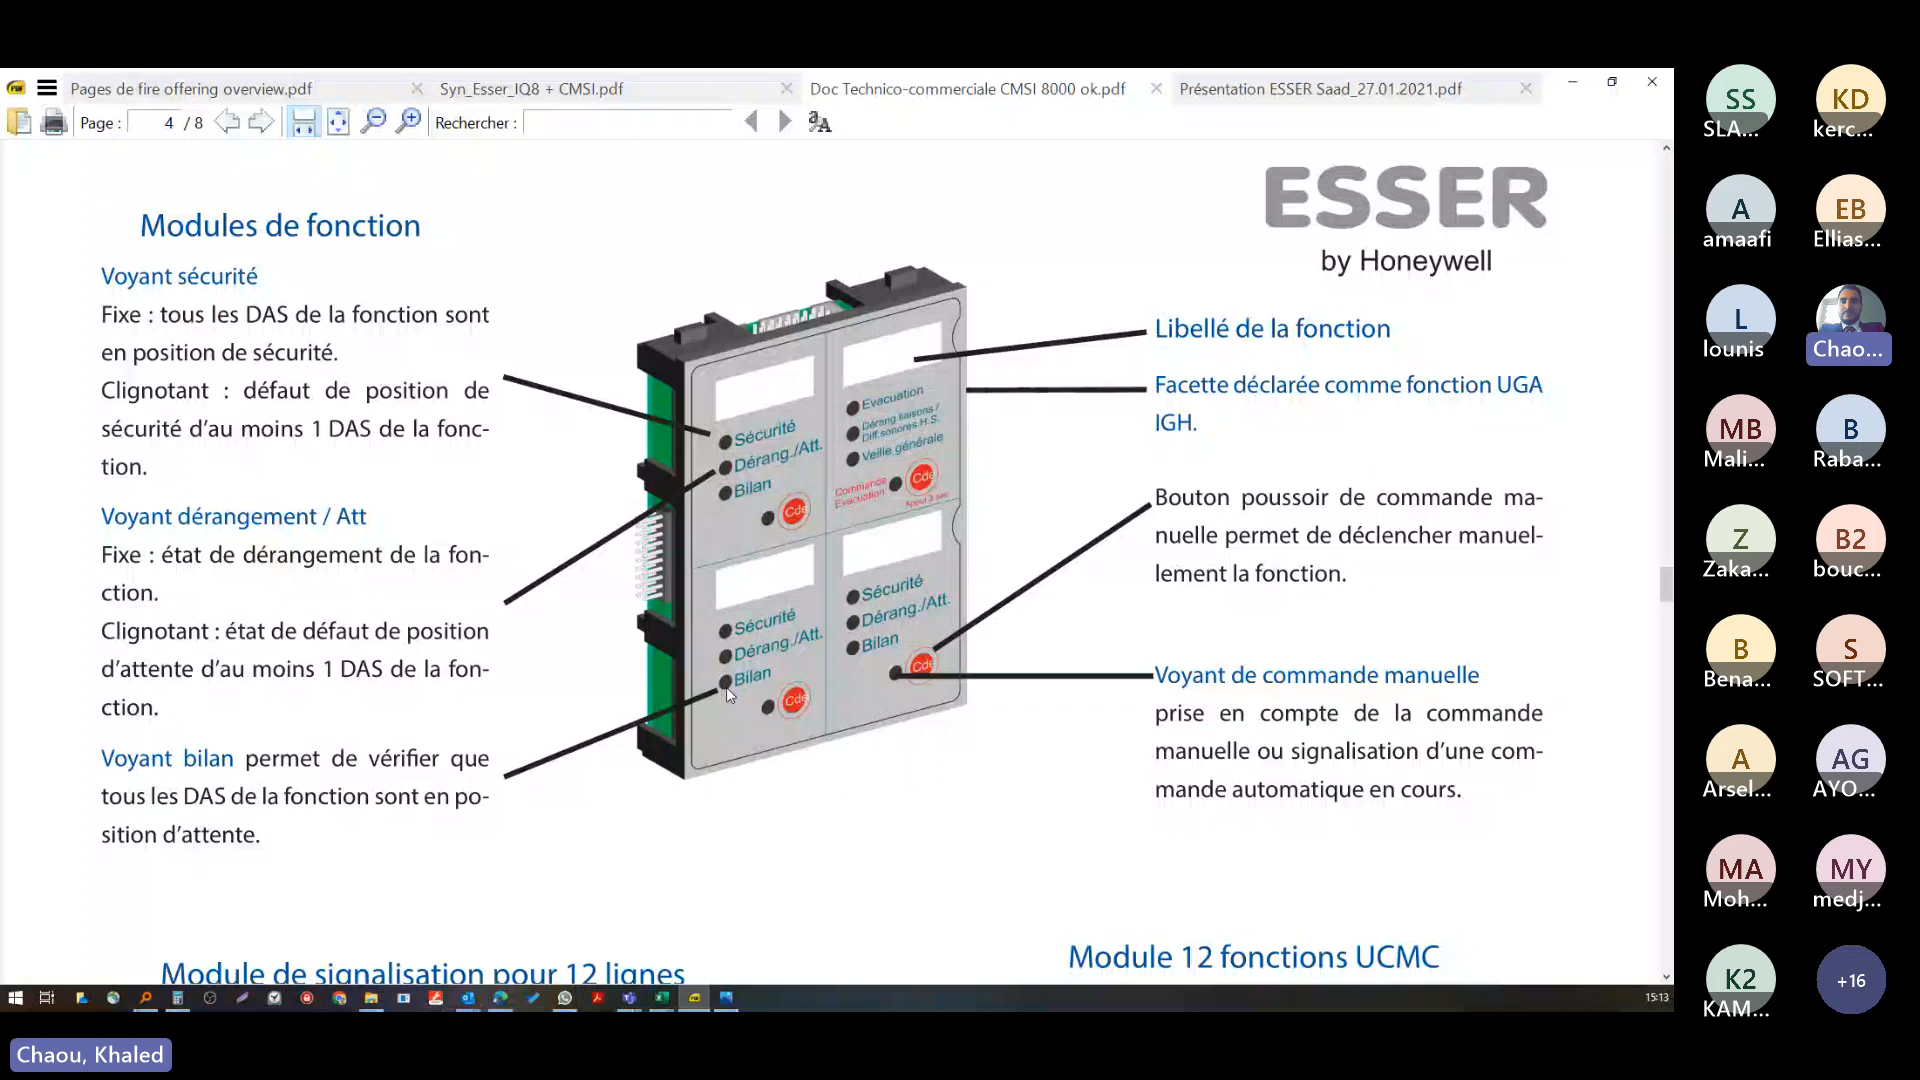 Pages de fire offering overview.pdf
Syn_Esser_IQ8 + CMSI.pdf
Doc Technico-commerciale CMSI 8000 ok.pdf
Présentation ESSER Saad_27.01.2021.pdf
Page : 4 / 8
Rechercher :
ESSER
by Honeywell
Modules de fonction
Voyant sécurité
Fixe : tous les DAS de la fonction sont
en position de sécurité.
Clignotant : défaut de position de
sécurité d'au moins 1 DAS de la fonc-
tion.
Voyant dérangement / Att
Fixe : état de dérangement de la fon-
ction.
Clignotant : état de défaut de position
d'attente d'au moins 1 DAS de la fon-
ction.
Voyant bilan permet de vérifier que
tous les DAS de la fonction sont en po-
sition d'attente.
Sécurité
Dérang./Att.
Bilan
Cde
Evacuation
Dérang.liaisons /
Diff.sonores H.S.
Veille générale
Commande
Evacuation
Cde
Appui 3 sec
Sécurité
Dérang./Att.
Bilan
Cde
Sécurité
Dérang./Att.
Bilan
Cde
Libellé de la fonction
Facette déclarée comme fonction UGA
IGH.
Bouton poussoir de commande ma-
nuelle permet de déclencher manuel-
lement la fonction.
Voyant de commande manuelle
prise en compte de la commande
manuelle ou signalisation d'une com-
mande automatique en cours.
Module de signalisation pour 12 lignes
Module 12 fonctions UCMC
15:13
Chaou, Khaled
SS
SLA...
KD
kerc...
A
amaafi
EB
Ellias...
L
lounis
Chao...
MB
Mali...
B
Raba...
Z
Zaka...
B2
bouc...
B
Bena...
S
SOFT...
A
Arsel...
AG
AYO...
MA
Moh...
MY
medj...
K2
KAM...
+16